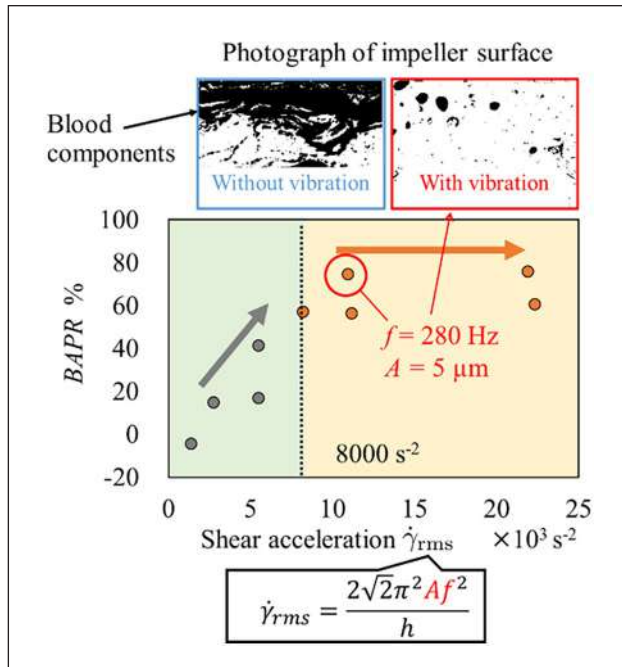 Photograph of impeller surface
Blood
components
Without vibration
With vibration
100
80
60
40
20
0
-20
BAPR %
f = 280 Hz
A = 5 μm
8000 s⁻²
0 5 10 15 20 25
Shear acceleration γ̇rms ×10³ s⁻²
γ̇rms = 2√2π²Af² / h